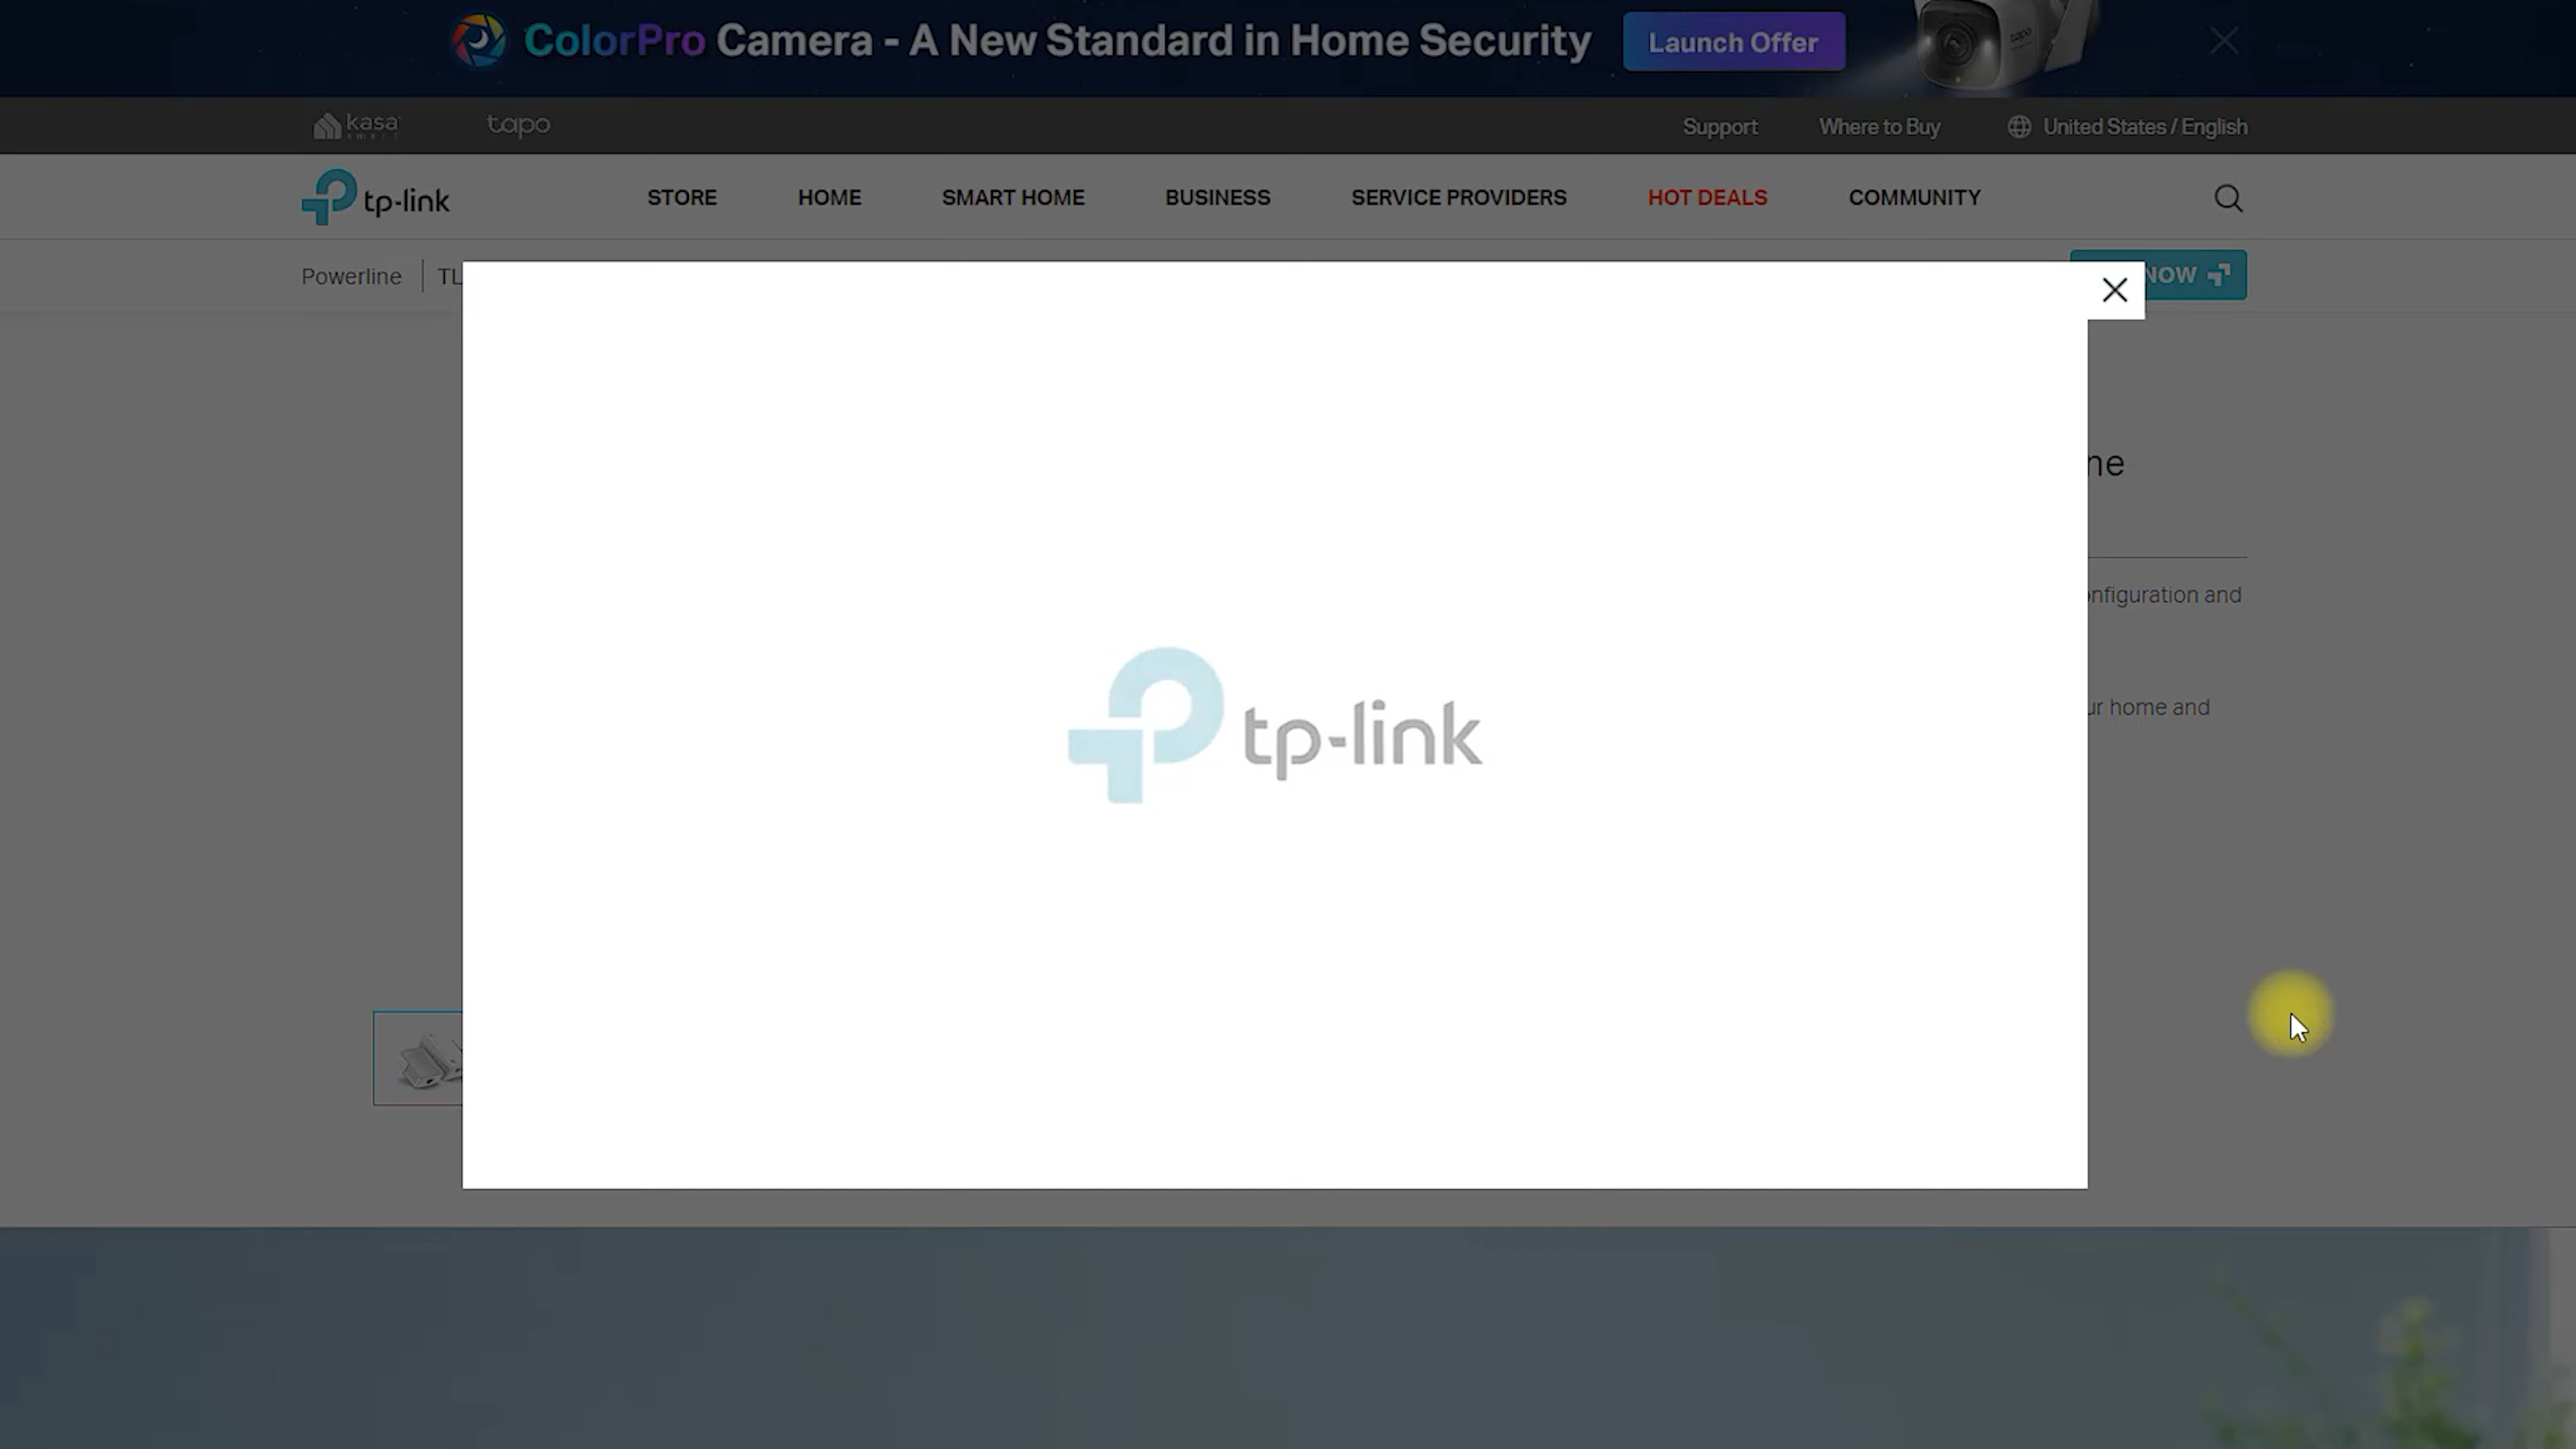 ColorPro Camera - A New Standard in Home Security
Launch Offer
kasa
tapo
Support
Where to Buy
United States / English
tp-link
STORE
HOME
SMART HOME
BUSINESS
SERVICE PROVIDERS
HOT DEALS
COMMUNITY
Powerline
TL
NOW
ne
onfiguration and
tp-link
ur home and